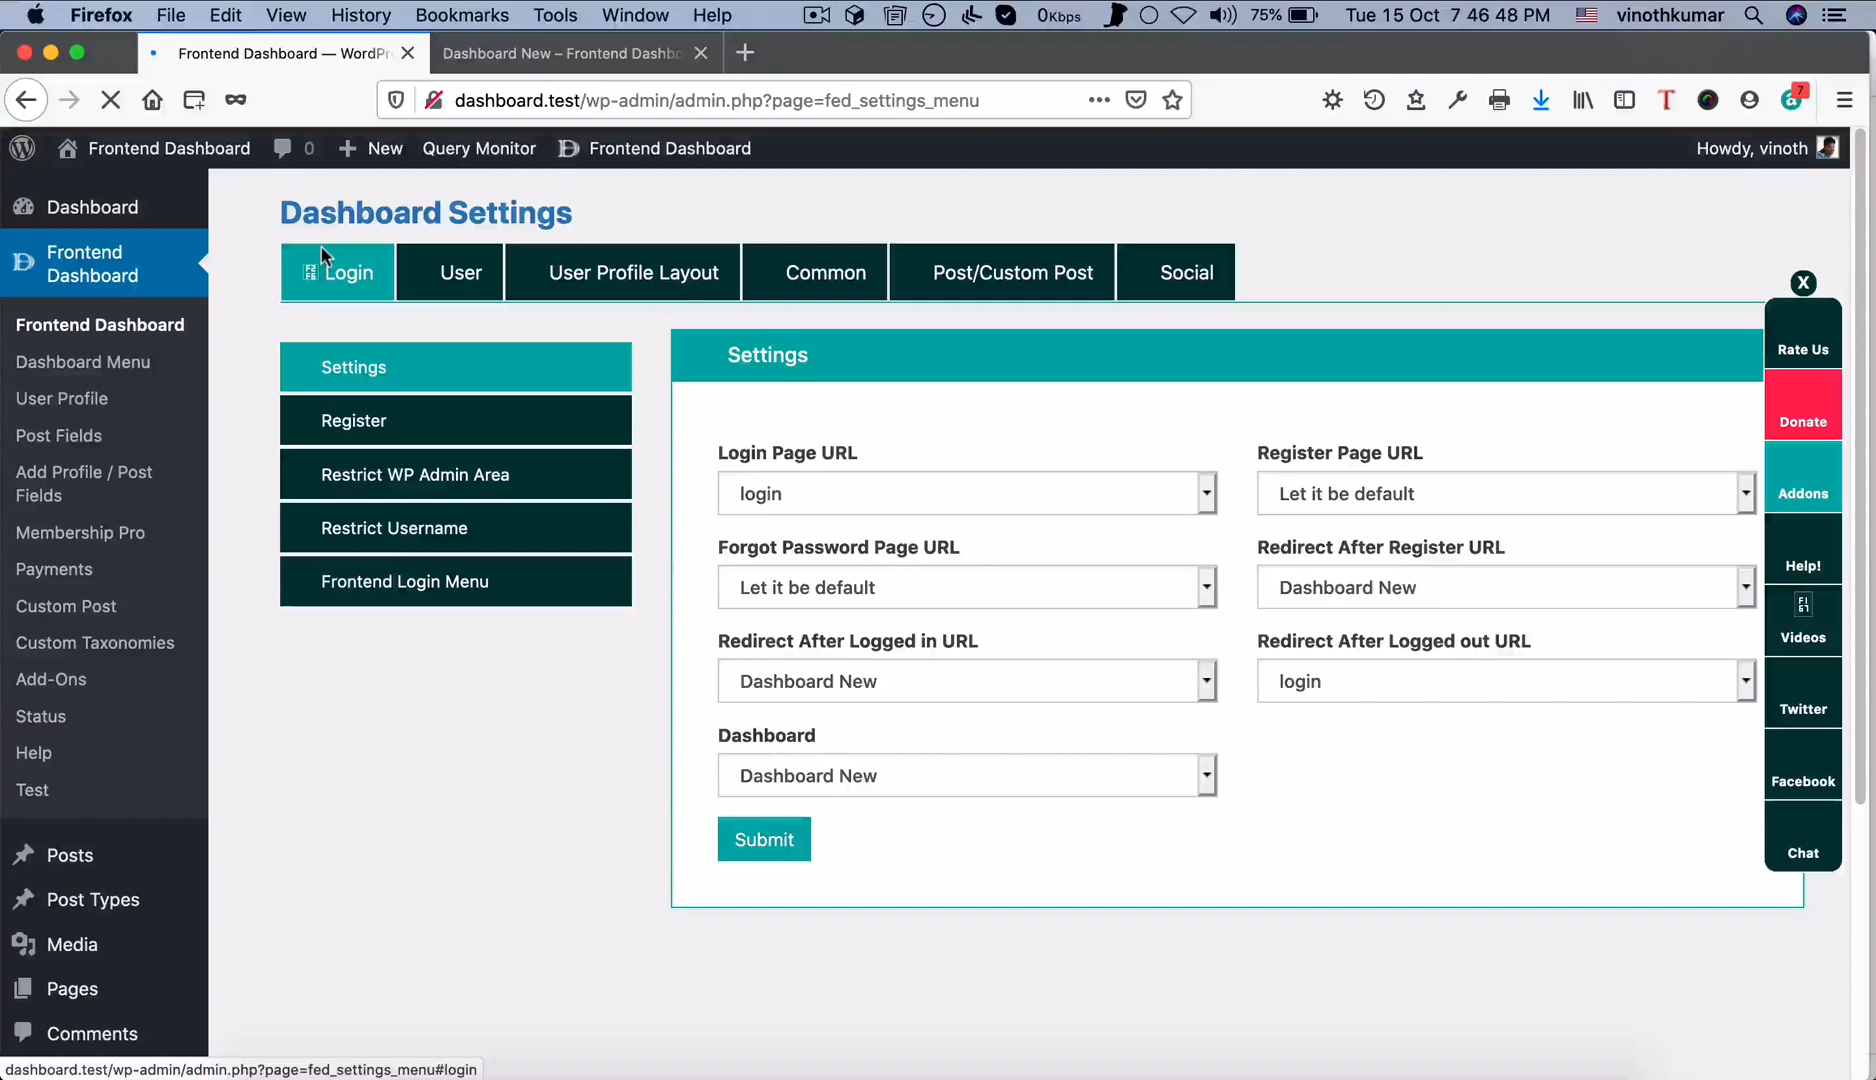 Firefox File Edit View History Bookmarks Tools Window Help 0Kbps 75% Tue 15 Oct 7 46 48 PM vinothkumar
Frontend Dashboard — WordPr Dashboard New – Frontend Dashbo
dashboard.test/wp-admin/admin.php?page=fed_settings_menu
T
7
Frontend Dashboard 0 New Query Monitor Frontend Dashboard Howdy, vinoth
Dashboard
Frontend
Dashboard
Frontend Dashboard
Dashboard Menu
User Profile
Post Fields
Add Profile / Post
Fields
Membership Pro
Payments
Custom Post
Custom Taxonomies
Add-Ons
Status
Help
Test
Posts
Post Types
Media
Pages
Comments
Dashboard Settings
Login User User Profile Layout Common Post/Custom Post Social
Settings
Register
Restrict WP Admin Area
Restrict Username
Frontend Login Menu
Settings
Login Page URL
login
Register Page URL
Let it be default
Forgot Password Page URL
Let it be default
Redirect After Register URL
Dashboard New
Redirect After Logged in URL
Dashboard New
Redirect After Logged out URL
login
Dashboard
Dashboard New
Submit
X
Rate Us
Donate
Addons
Help!
Videos
Twitter
Facebook
Chat
dashboard.test/wp-admin/admin.php?page=fed_settings_menu#login